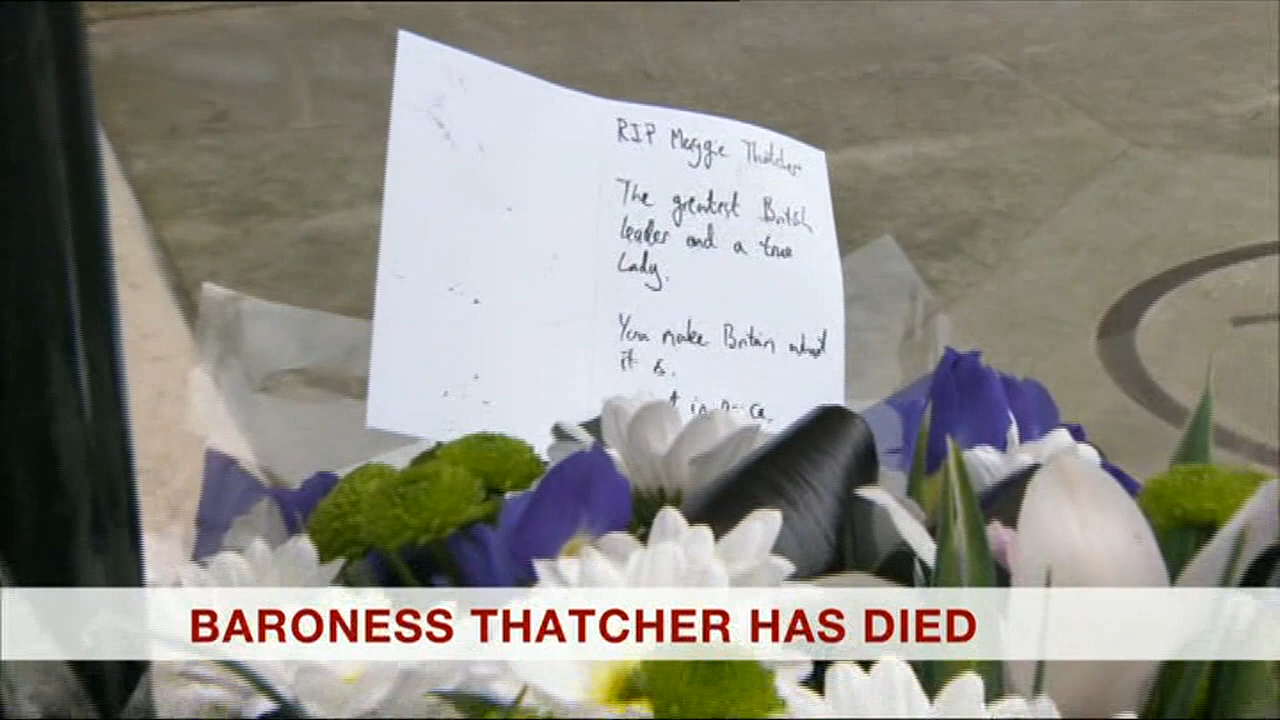 RIP Maggie Thatcher
The greatest British
leader and a true
Lady.
You make Britain what
it is.
in
BARONESS THATCHER HAS DIED